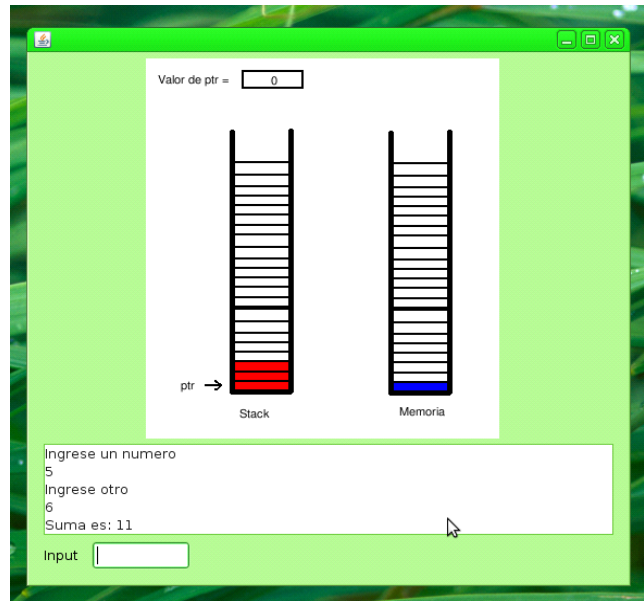 Valor de ptr = 0
ptr
Stack
Memoria
Ingrese un numero
5
Ingrese otro
6
Suma es: 11
Input